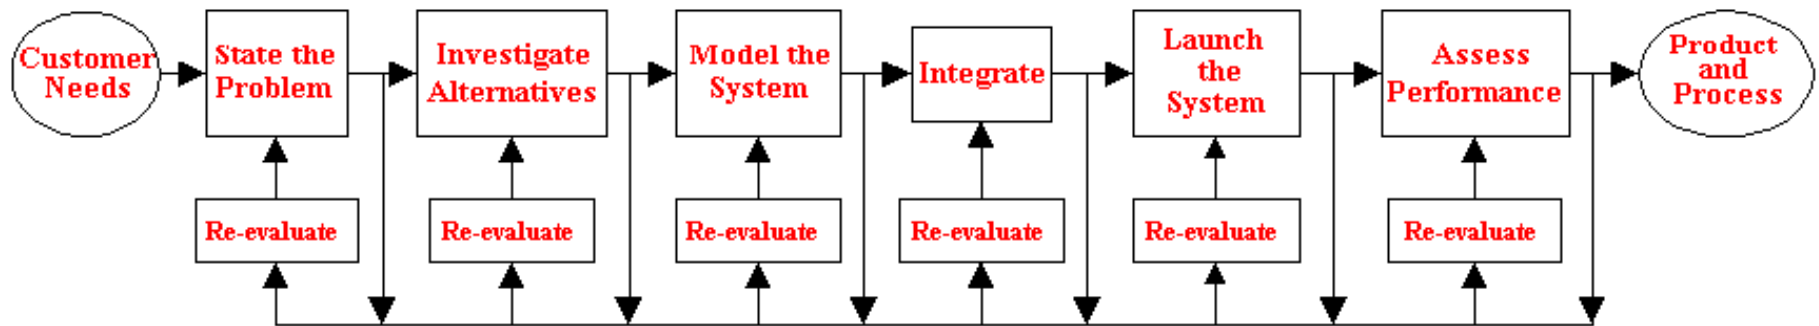 Customer
Needs
State the
Problem
Investigate
Alternatives
Model the
System
Integrate
Launch
the
System
Assess
Performance
Product
and
Process
Re-evaluate
Re-evaluate
Re-evaluate
Re-evaluate
Re-evaluate
Re-evaluate